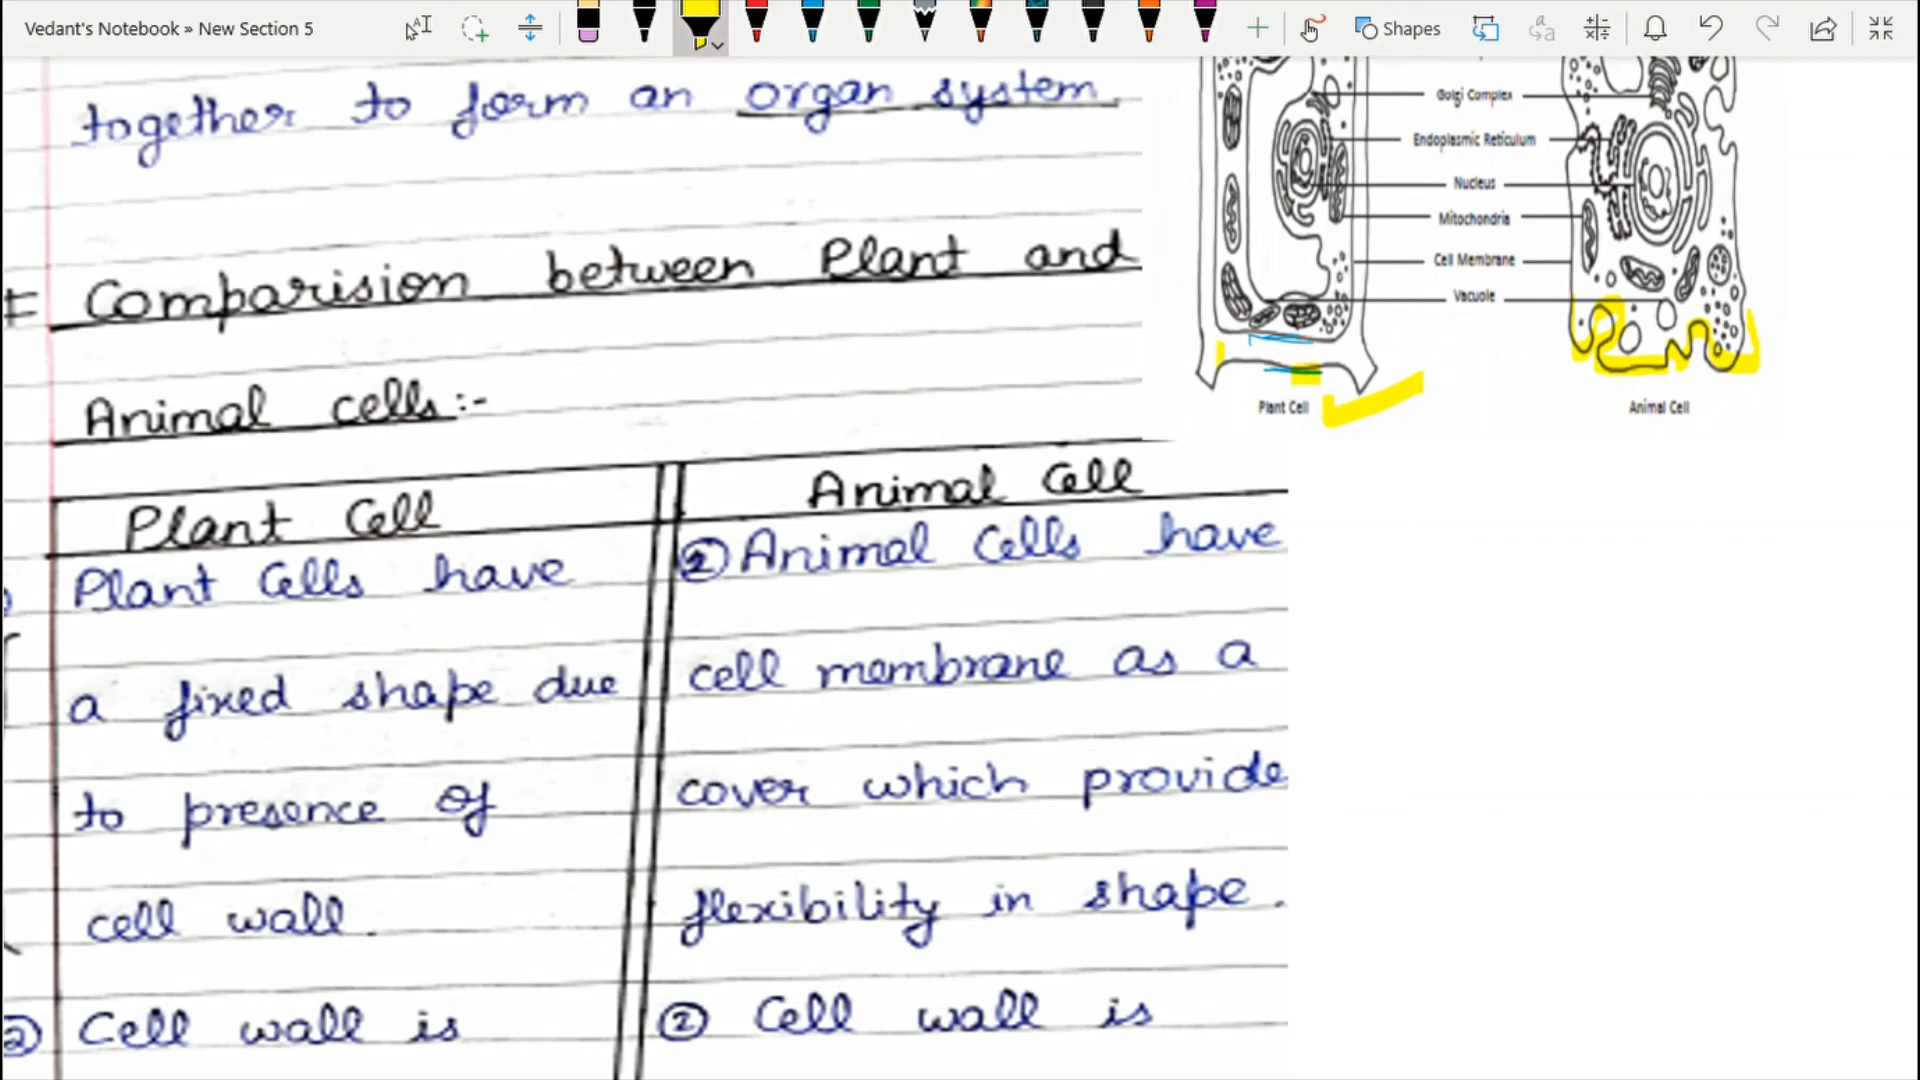 Vedant's Notebook » New Section 5
Shapes
together to form an organ system
Comparision between Plant and
Animal cells:-
Plant Cell
Plant Cells have
a fixed shape due
to presence of
cell wall.
② Cell wall is
Animal Cell
② Animal Cells have
cell membrane as a
cover which provide
flexibility in shape.
② Cell wall is
Golgi Complex
Endoplasmic Reticulum
Nucleus
Mitochondria
Cell Membrane
Vacuole
Plant Cell
Animal Cell